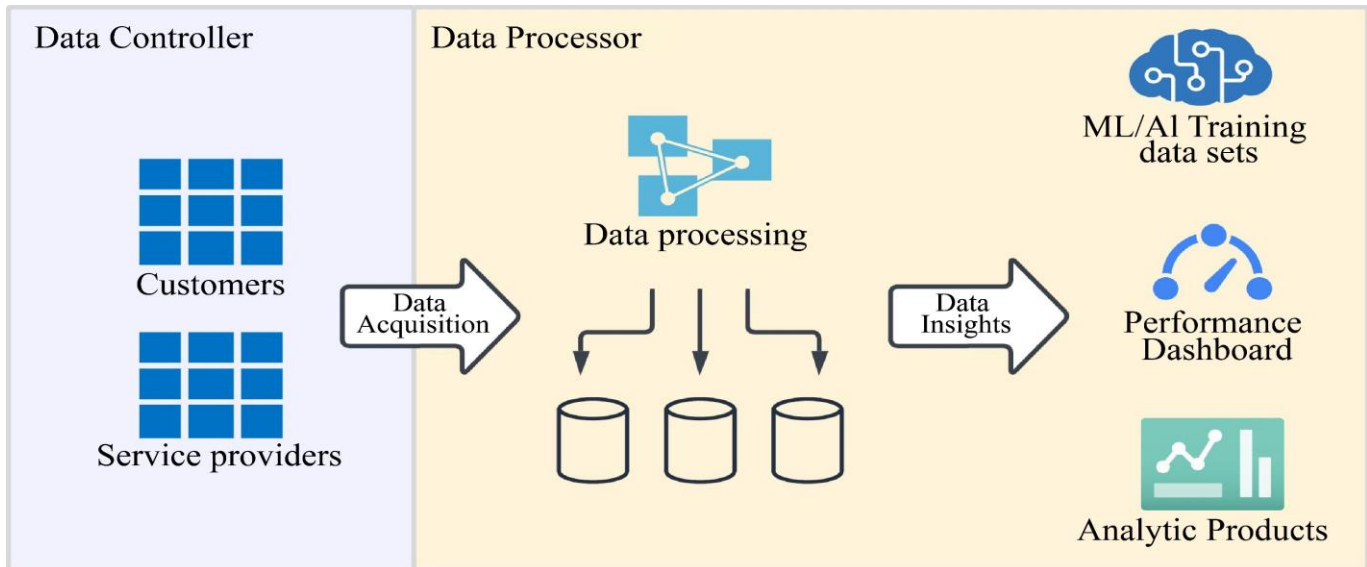 Data Controller
Data Processor
Customers
Service providers
Data
Acquisition
Data processing
Data
Insights
ML/AI Training
data sets
Performance
Dashboard
Analytic Products